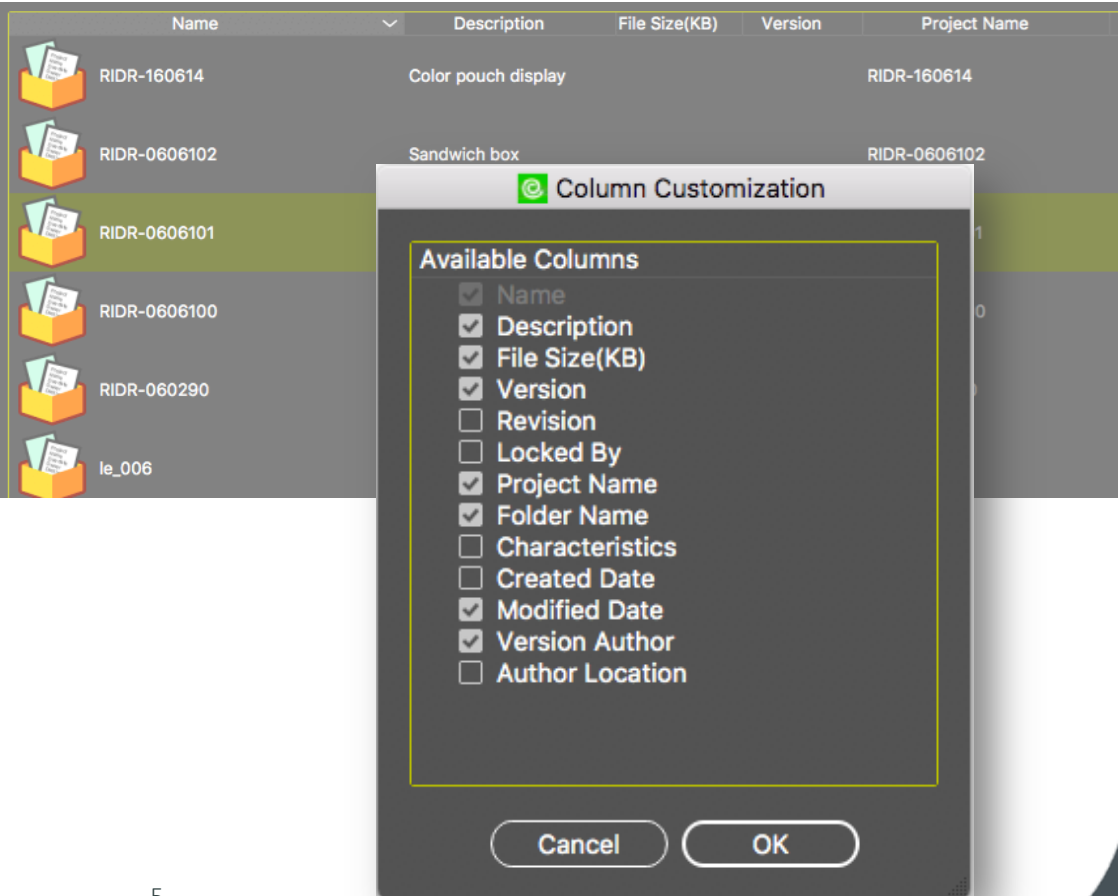 Name Description File Size(KB) Version Project Name
RIDR-160614 Color pouch display RIDR-160614
RIDR-0606102 Sandwich box RIDR-0606102
RIDR-0606101 1
RIDR-0606100 0
RIDR-060290
le_006
Column Customization
Available Columns
Name
Description
File Size(KB)
Version
Revision
Locked By
Project Name
Folder Name
Characteristics
Created Date
Modified Date
Version Author
Author Location
Cancel OK